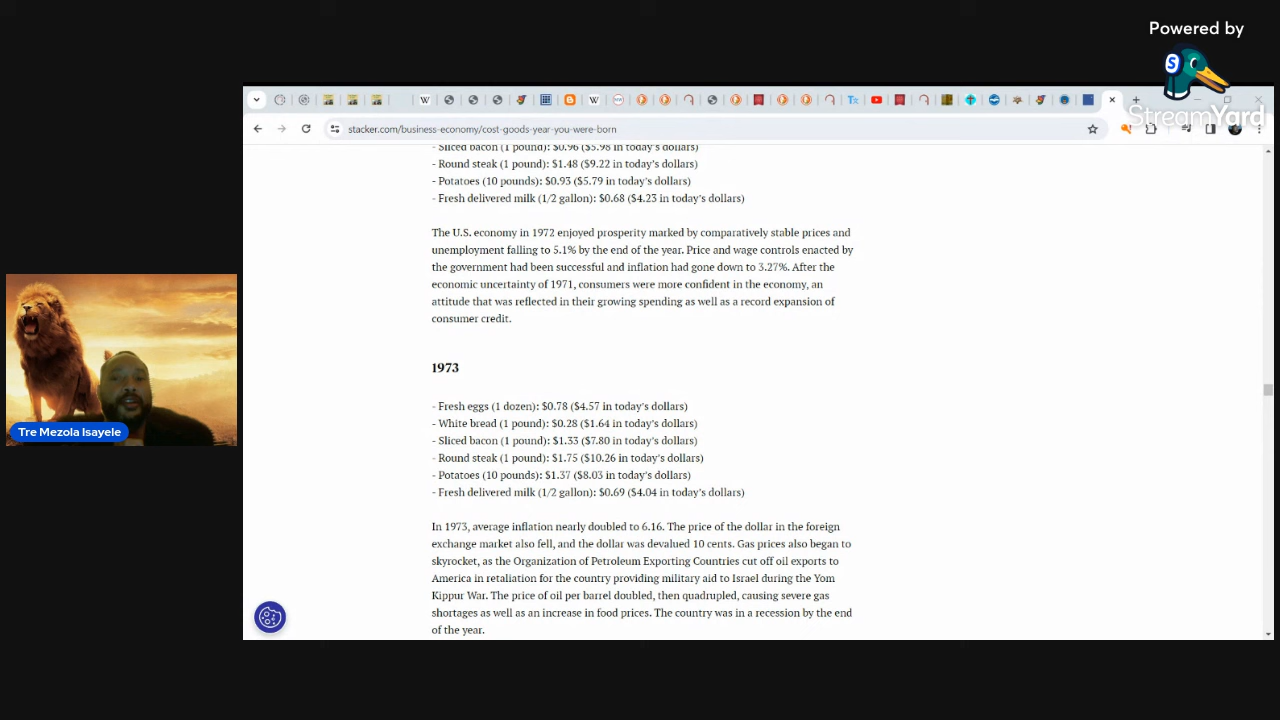 Powered by
StreamYard
stacker.com/business-economy/cost-goods-year-you-were-born
- Sliced bacon (1 pound): $0.96 ($5.98 in today's dollars)
- Round steak (1 pound): $1.48 ($9.22 in today's dollars)
- Potatoes (10 pounds): $0.93 ($5.79 in today's dollars)
- Fresh delivered milk (1/2 gallon): $0.68 ($4.23 in today's dollars)
The U.S. economy in 1972 enjoyed prosperity marked by comparatively stable prices and
unemployment falling to 5.1% by the end of the year. Price and wage controls enacted by
the government had been successful and inflation had gone down to 3.27%. After the
economic uncertainty of 1971, consumers were more confident in the economy, an
attitude that was reflected in their growing spending as well as a record expansion of
consumer credit.
1973
- Fresh eggs (1 dozen): $0.78 ($4.57 in today's dollars)
- White bread (1 pound): $0.28 ($1.64 in today's dollars)
- Sliced bacon (1 pound): $1.33 ($7.80 in today's dollars)
- Round steak (1 pound): $1.75 ($10.26 in today's dollars)
- Potatoes (10 pounds): $1.37 ($8.03 in today's dollars)
- Fresh delivered milk (1/2 gallon): $0.69 ($4.04 in today's dollars)
In 1973, average inflation nearly doubled to 6.16. The price of the dollar in the foreign
exchange market also fell, and the dollar was devalued 10 cents. Gas prices also began to
skyrocket, as the Organization of Petroleum Exporting Countries cut off oil exports to
America in retaliation for the country providing military aid to Israel during the Yom
Kippur War. The price of oil per barrel doubled, then quadrupled, causing severe gas
shortages as well as an increase in food prices. The country was in a recession by the end
of the year.
Tre Mezola Isayele